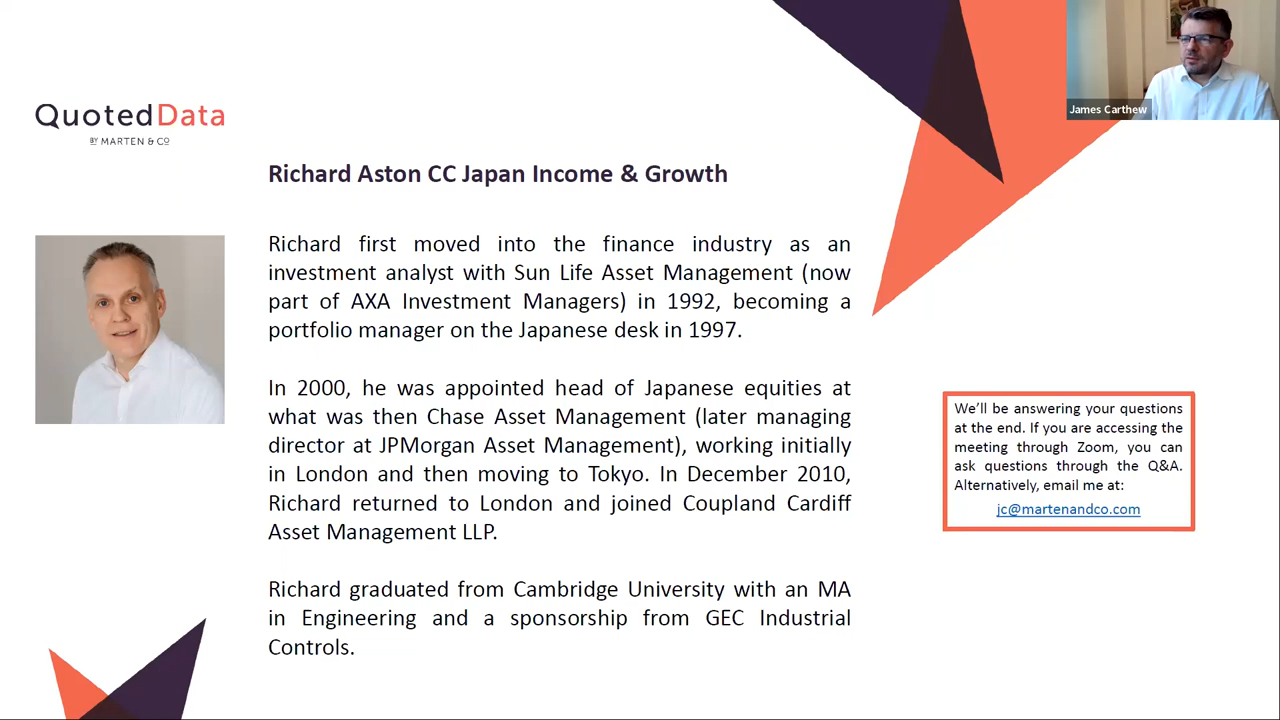 James Carthew
QuotedData
BY MARTEN & CO
Richard Aston CC Japan Income & Growth
Richard first moved into the finance industry as an
investment analyst with Sun Life Asset Management (now
part of AXA Investment Managers) in 1992, becoming a
portfolio manager on the Japanese desk in 1997.
In 2000, he was appointed head of Japanese equities at
what was then Chase Asset Management (later managing
director at JPMorgan Asset Management), working initially
in London and then moving to Tokyo. In December 2010,
Richard returned to London and joined Coupland Cardiff
Asset Management LLP.
Richard graduated from Cambridge University with an MA
in Engineering and a sponsorship from GEC Industrial
Controls.
We'll be answering your questions
at the end. If you are accessing the
meeting through Zoom, you can
ask questions through the Q&A.
Alternatively, email me at:
jc@martenandco.com